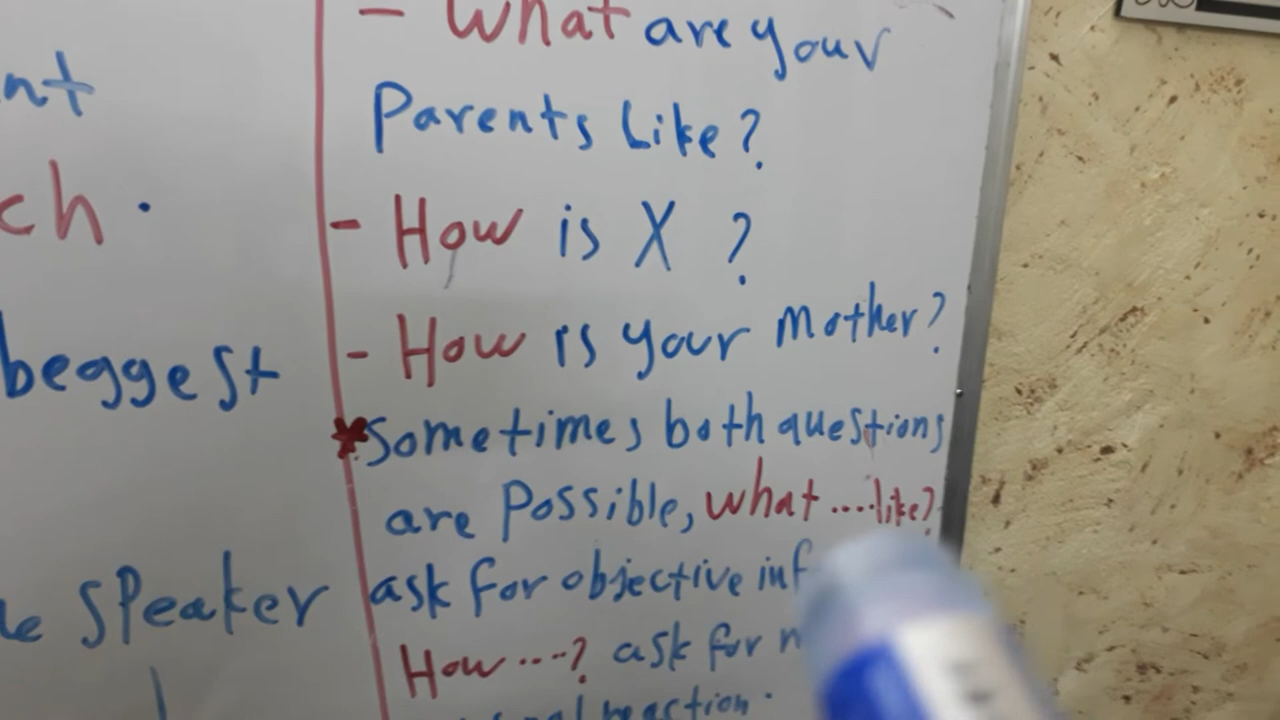 nt
ch.
beggest
speaker
- What are your
Parents Like?
- How is X ?
- How is your mother?
* Sometimes both questions
are possible, what ....like?
ask for objective inf
How ...? ask for
reaction.